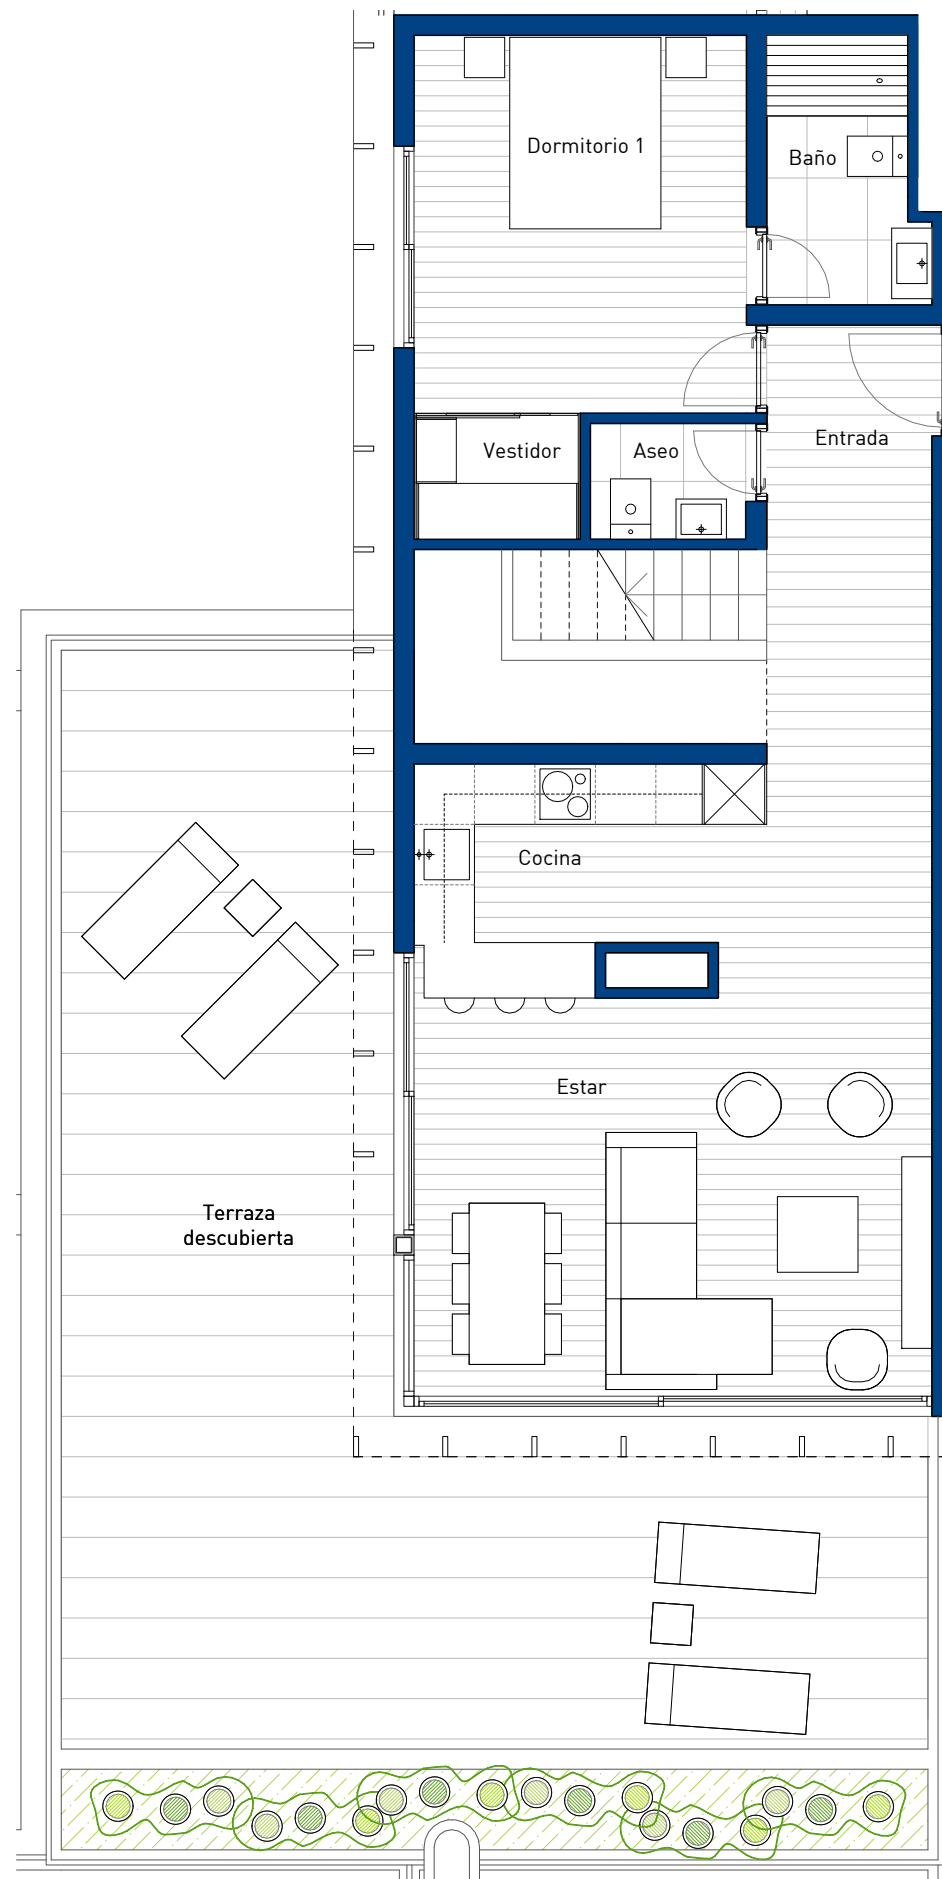 Dormitorio 1
Baño
Entrada
Vestidor
Aseo
Cocina
Estar
Terraza
descubierta